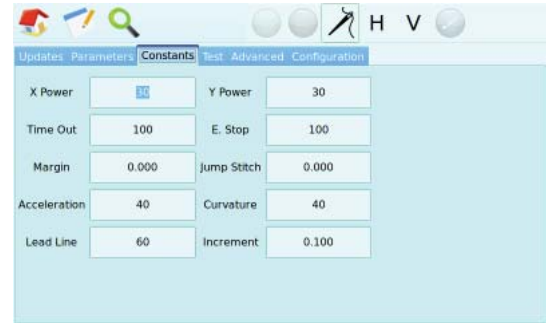 H V
Updates Parameters Constants Test Advanced Configuration
X Power 30 Y Power 30
Time Out 100 E. Stop 100
Margin 0.000 Jump Stitch 0.000
Acceleration 40 Curvature 40
Lead Line 60 Increment 0.100